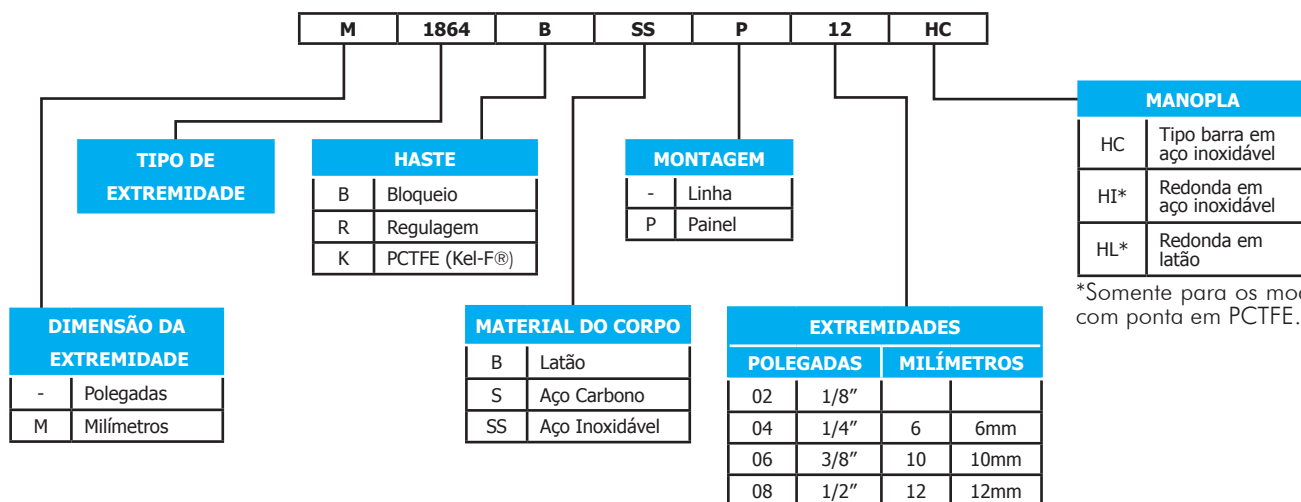 M 1864 B SS P 12 HC
TIPO DE
EXTREMIDADE
HASTE
B Bloqueio
R Regulagem
K PCTFE (Kel-F®)
MONTAGEM
- Linha
P Painel
MANOPLA
HC Tipo barra em
aço inoxidável
HI* Redonda em
aço inoxidável
HL* Redonda em
latão
*Somente para os
com ponta em PCTFE.
DIMENSÃO DA
EXTREMIDADE
- Polegadas
M Milímetros
MATERIAL DO CORPO
B Latão
S Aço Carbono
SS Aço Inoxidável
EXTREMIDADES
POLEGADAS MILÍMETROS
02 1/8”
04 1/4” 6 6mm
06 3/8” 10 10mm
08 1/2” 12 12mm